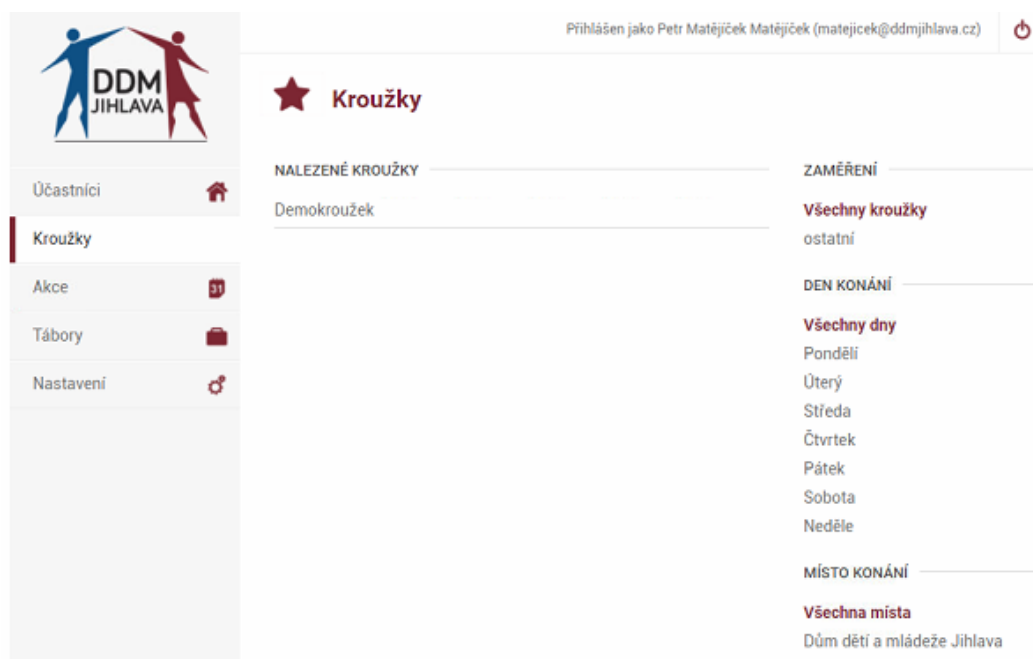 Přihlášen jako Petr Matějíček Matějíček (matejicek@ddmjihlava.cz)
DDM
JIHLAVA
Kroužky
Účastníci
Kroužky
Akce
31
Tábory
Nastavení
NALEZENÉ KROUŽKY
Demokroužek
ZAMĚŘENÍ
Všechny kroužky
ostatní
DEN KONÁNÍ
Všechny dny
Pondělí
Úterý
Středa
Čtvrtek
Pátek
Sobota
Neděle
MÍSTO KONÁNÍ
Všechna místa
Dům dětí a mládeže Jihlava